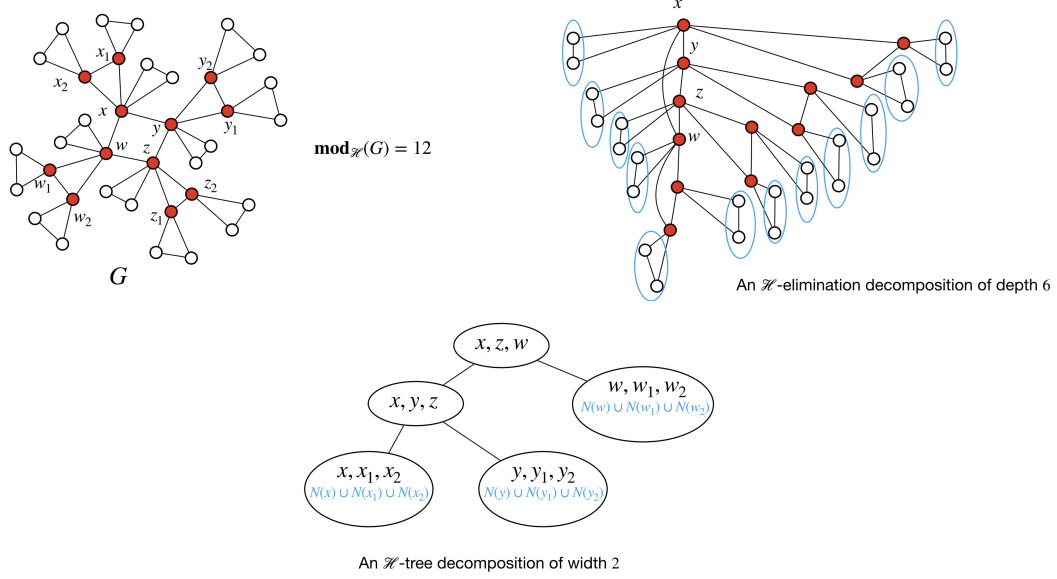 x₁
x₂
x
y₂
y₁
y
w
z
w₁
w₂
z₂
z₁
G
mod_ℋ(G) = 12
x
y
z
w
An ℋ-elimination decomposition of depth 6
x, z, w
x, y, z
w, w₁, w₂
N(w) ∪ N(w₁) ∪ N(w₂)
x, x₁, x₂
N(x) ∪ N(x₁) ∪ N(x₂)
y, y₁, y₂
N(y) ∪ N(y₁) ∪ N(y₂)
An ℋ-tree decomposition of width 2